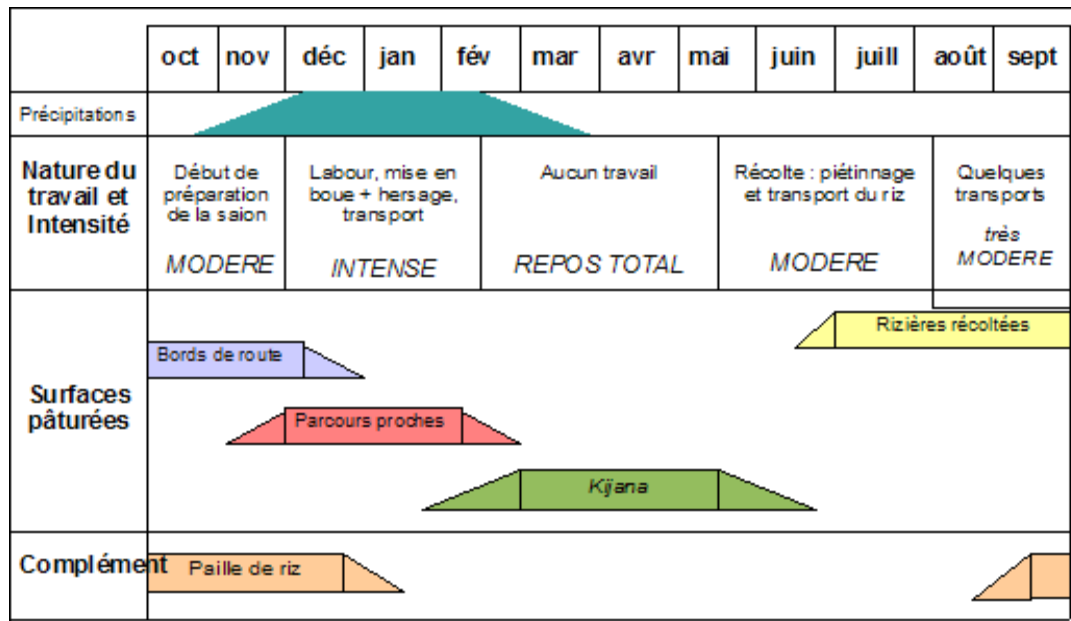 oct nov déc jan fév mar avr mai juin juill août sept
Précipitations
Nature du
travail et
Intensité
Début de
préparation
de la saion
MODERE
Labour, mise en
boue + hersage,
transport
INTENSE
Aucun travail
REPOS TOTAL
Récolte : piétinnage
et transport du riz
MODERE
Quelques
transports
très
MODERE
Surfaces
pâturées
Rizières récoltées
Bords de route
Parcours proches
Kijana
Complément
Paille de riz